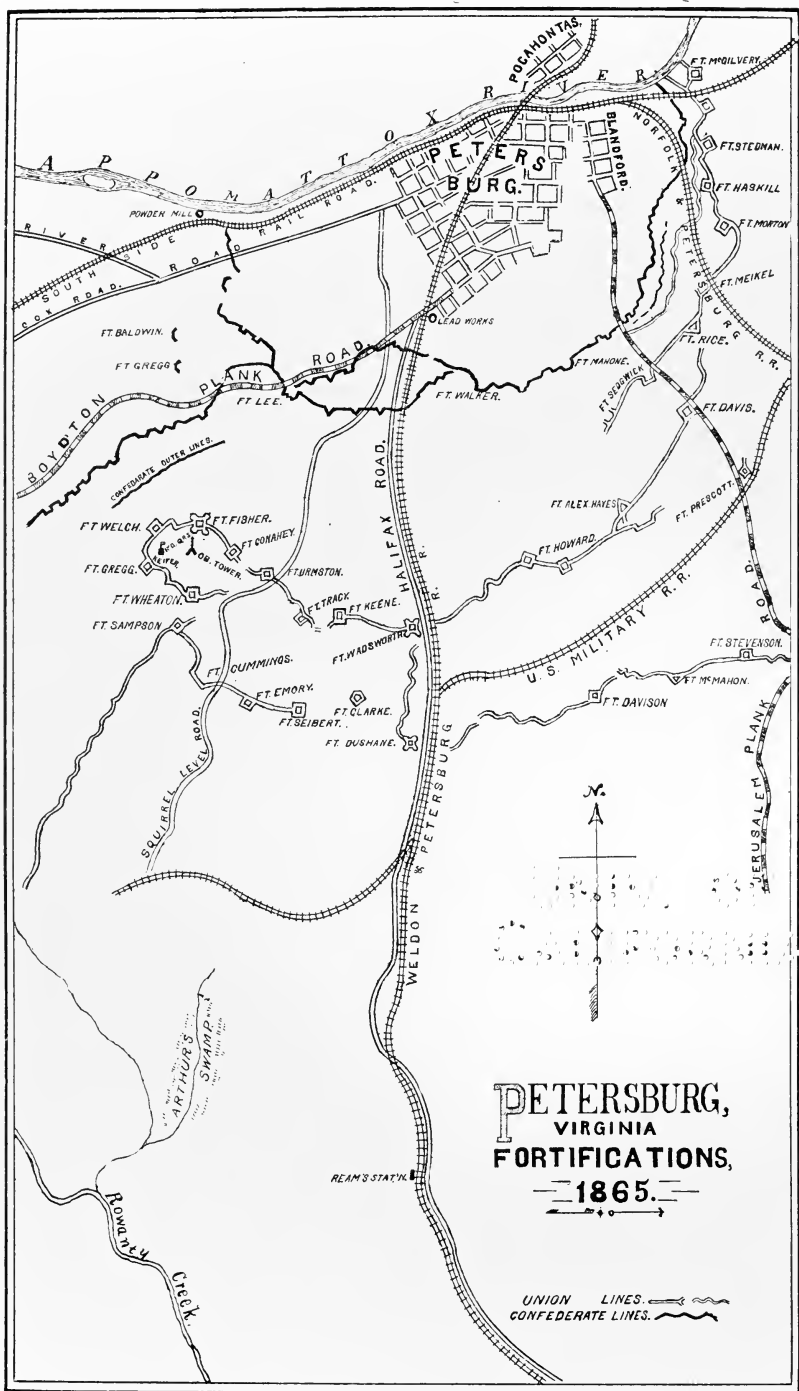 POCAHONTAS.
FT. McGILVERY.
APPOMATTOX RIVER
PETERSBURG.
BLANDFORD.
NORFOLK & PETERSBURG R.R.
FT. STEDMAN.
FT. HASKILL
FT. MORTON
FT. MEIKEL
POWDER MILL
RIVER ROAD
SOUTH SIDE RAIL ROAD.
COX ROAD.
LEAD WORKS
FT. BALDWIN.
FT GREGG
BOYDTON PLANK ROAD
FT LEE.
FT. WALKER.
FT MAHONE.
FT. RICE.
FT. SEDGWICK
FT. DAVIS.
CONFEDARATE OUTER LINES.
HALIFAX ROAD.
FT. PRESCOTT.
FT. ALEX. HAYES
FT. HOWARD.
FT WELCH.
FT. FISHER.
FT CONAHEY
HD. QRS
KEIFER.
OB. TOWER.
FT. GREGG.
FT. URMSTON.
FT. WHEATON.
FT. TRACK
FT KEENE.
FT. WADSWORTH
FT. SAMPSON
FT. CUMMINGS.
FT. EMORY.
FT. SEIBERT.
FT. CLARKE.
FT. DUSHANE.
U.S. MILITARY R.R.
FT. STEVENSON.
FT McMAHON.
FT. DAVISON
SQUIRREL LEVEL ROAD.
JERUSALEM PLANK ROAD.
WELDON & PETERSBURG R. R.
N.
ARTHUR'S SWAMP.
REAM'S STAT'N.
Rowanty Creek.
PETERSBURG,
VIRGINIA
FORTIFICATIONS,
1865.
UNION LINES.
CONFEDERATE LINES.